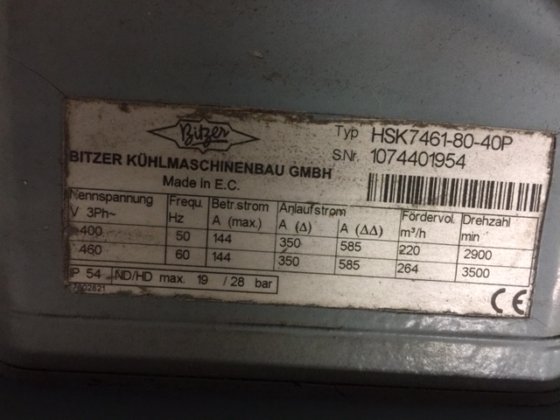 Bitzer
Typ HSK7461-80-40P
S.Nr. 1074401954
BITZER KÜHLMASCHINENBAU GMBH
Made in E.C.
Nennspannung Frequ. Betr.strom Anlaufstrom Fördervol. Drehzahl
V 3Ph~ Hz A (max.) A (Δ) A (ΔΔ) m³/h min
400 50 144 350 585 220 2900
460 60 144 350 585 264 3500
IP 54 ND/HD max. 19 / 28 bar
CE